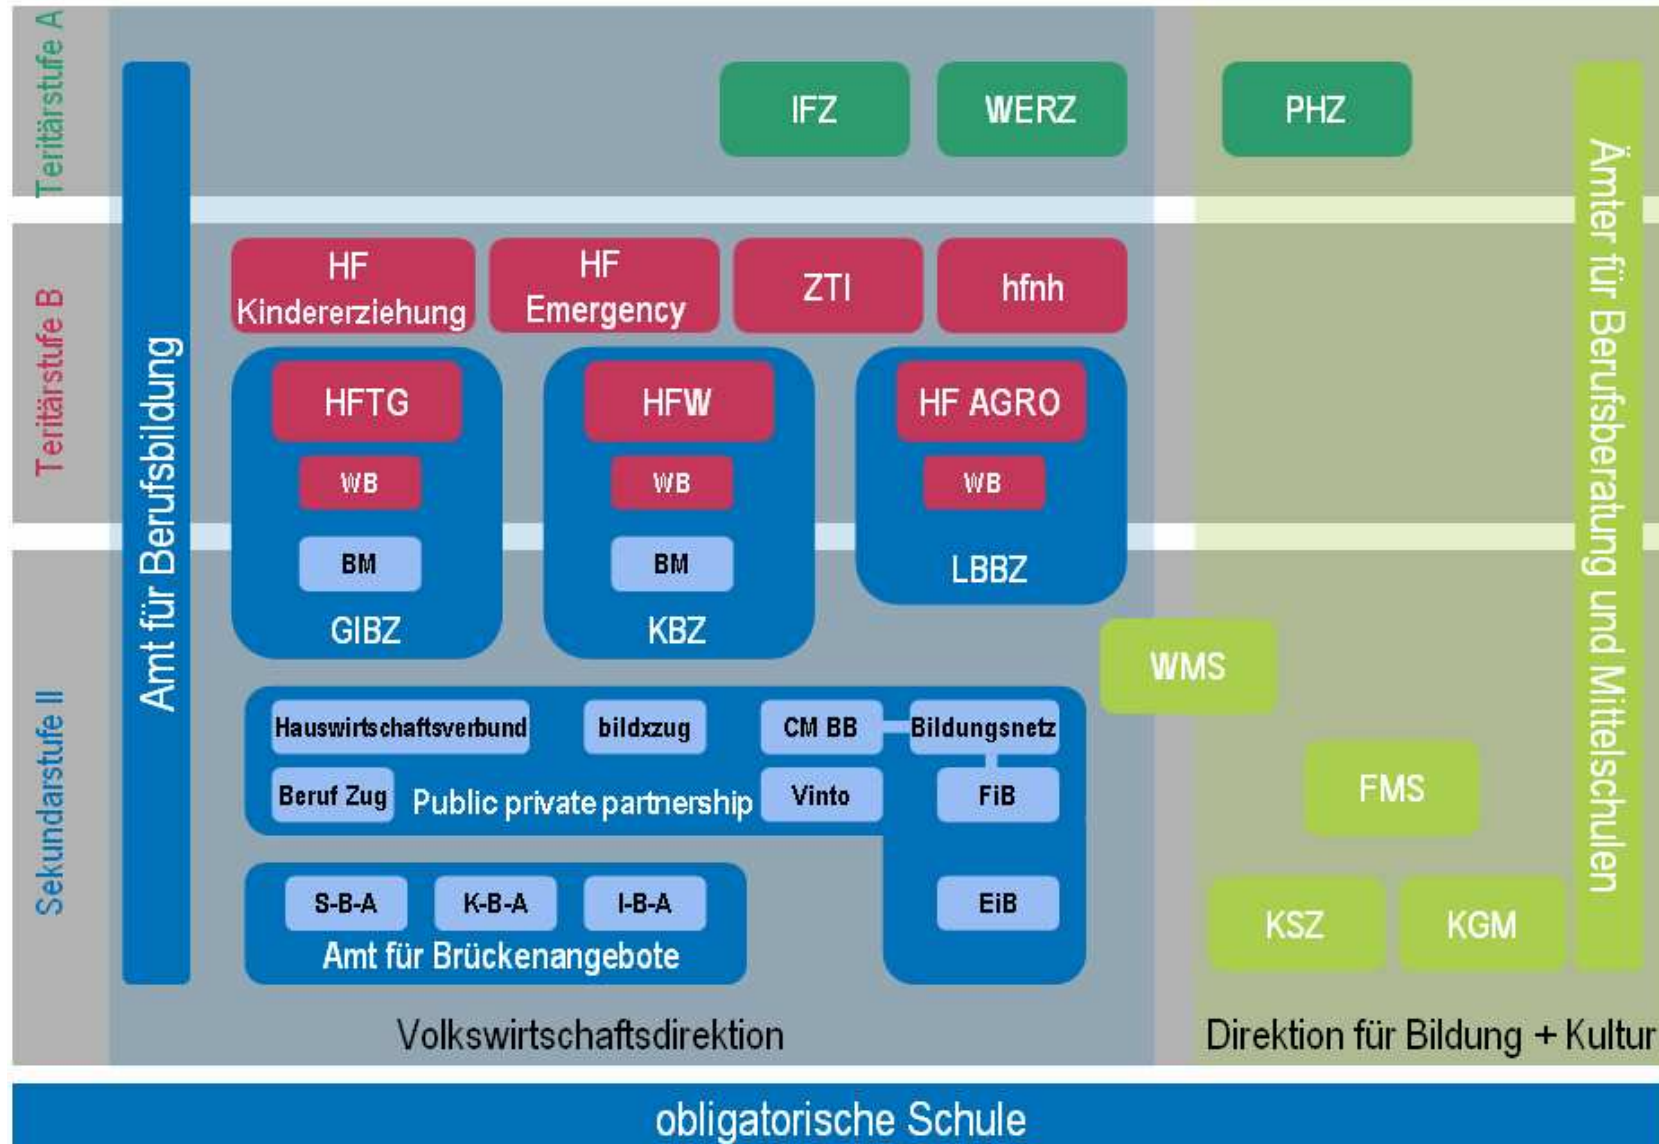 Teritärstufe A
IFZ
WERZ
PHZ
Amt für Berufsbildung
Ämter für Berufsberatung und Mittelschulen
Teritärstufe B
HF
Kindererziehung
HF
Emergency
ZTI
hfnh
HFTG
HFW
HF AGRO
WB
WB
WB
BM
BM
LBBZ
GIBZ
KBZ
Sekundarstufe II
WMS
Hauswirtschaftsverbund
bildxzug
CM BB
Bildungsnetz
Beruf Zug
Public private partnership
Vinto
FiB
FMS
S-B-A
K-B-A
I-B-A
EiB
Amt für Brückenangebote
KSZ
KGM
Volkswirtschaftsdirektion
Direktion für Bildung + Kultur
obligatorische Schule